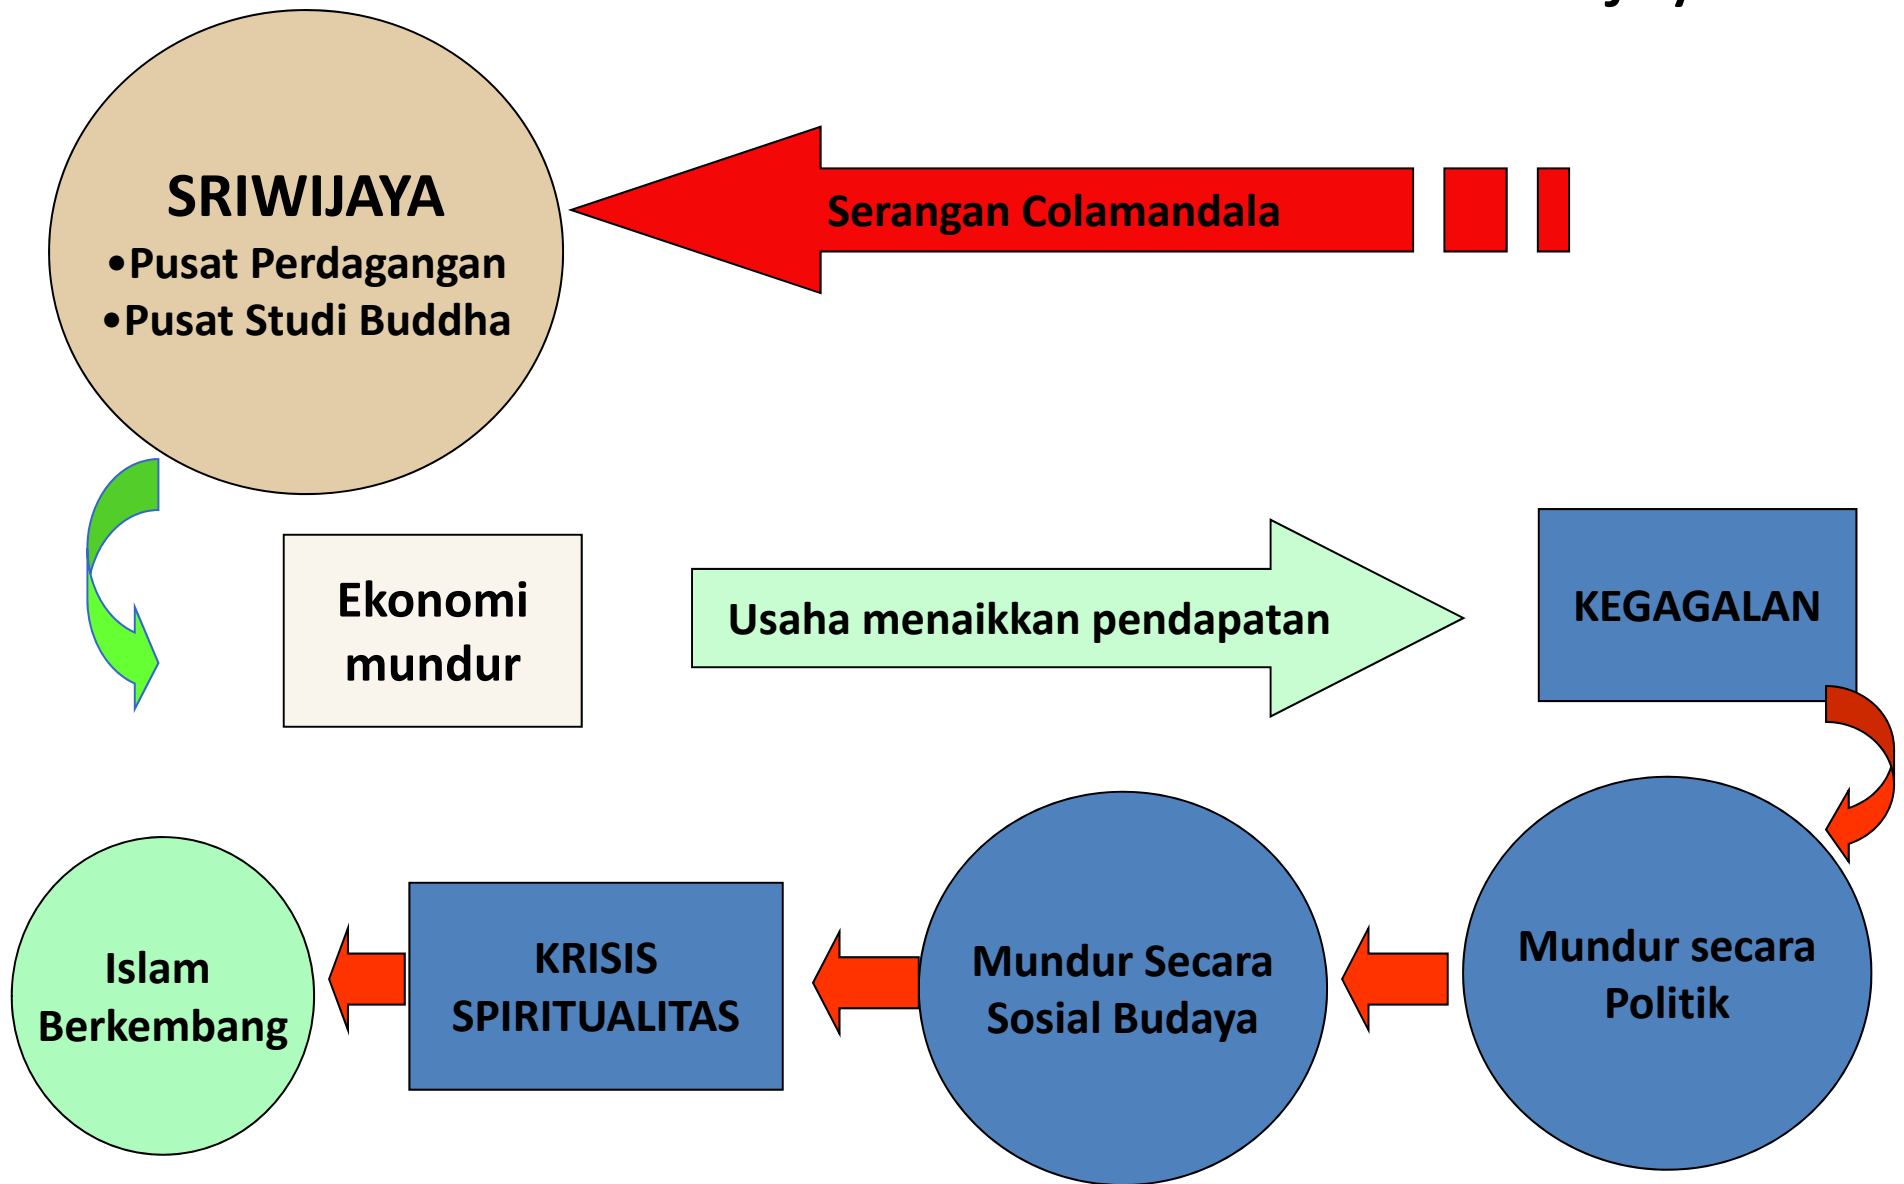 SRIWIJAYA
•Pusat Perdagangan
•Pusat Studi Buddha
Serangan Colamandala
Ekonomi
mundur
Usaha menaikkan pendapatan
KEGAGALAN
Mundur secara
Politik
Mundur Secara
Sosial Budaya
KRISIS
SPIRITUALITAS
Islam
Berkembang